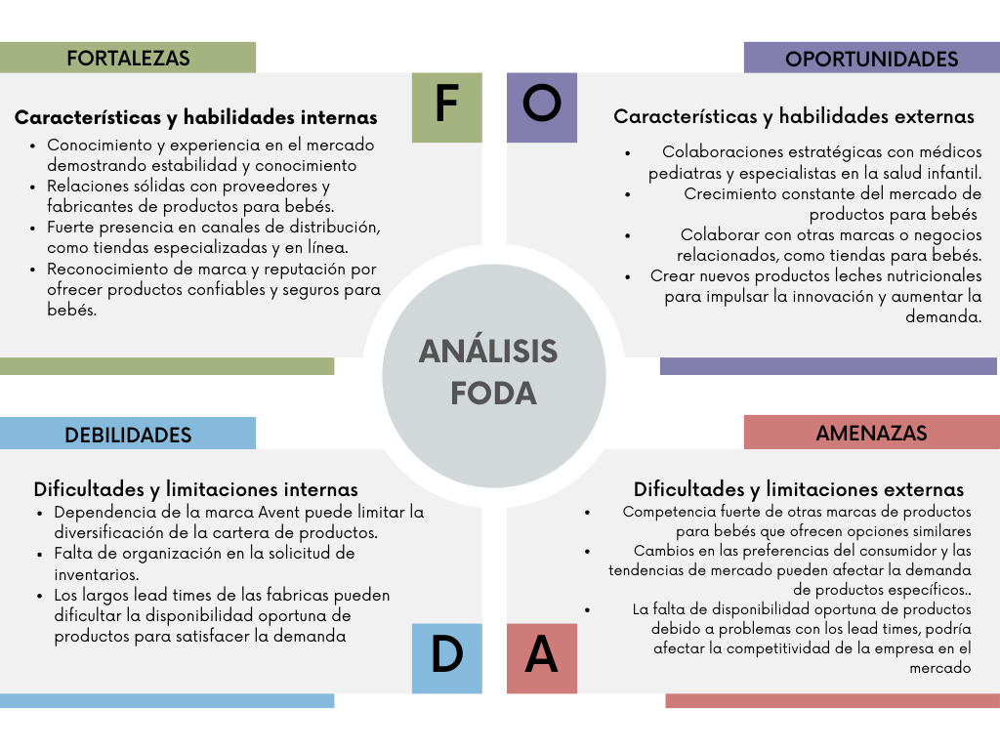 FORTALEZAS
F
Características y habilidades internas
• Conocimiento y experiencia en el mercado
demostrando estabilidad y conocimiento
• Relaciones sólidas con proveedores y
fabricantes de productos para bebés.
• Fuerte presencia en canales de distribución,
como tiendas especializadas y en línea.
• Reconocimiento de marca y reputación por
ofrecer productos confiables y seguros para
bebés.
OPORTUNIDADES
O
Características y habilidades externas
• Colaboraciones estratégicas con médicos
pediatras y especialistas en la salud infantil.
• Crecimiento constante del mercado de
productos para bebés
• Colaborar con otras marcas o negocios
relacionados, como tiendas para bebés.
• Crear nuevos productos leches nutricionales
para impulsar la innovación y aumentar la
demanda.
ANÁLISIS
FODA
DEBILIDADES
Dificultades y limitaciones internas
• Dependencia de la marca Avent puede limitar la
diversificación de la cartera de productos.
• Falta de organización en la solicitud de
inventarios.
• Los largos lead times de las fabricas pueden
dificultar la disponibilidad oportuna de
productos para satisfacer la demanda
D
AMENAZAS
Dificultades y limitaciones externas
• Competencia fuerte de otras marcas de productos
para bebés que ofrecen opciones similares
• Cambios en las preferencias del consumidor y las
tendencias de mercado pueden afectar la demanda
de productos específicos..
• La falta de disponibilidad oportuna de productos
debido a problemas con los lead times, podría
afectar la competitividad de la empresa en el
mercado
A